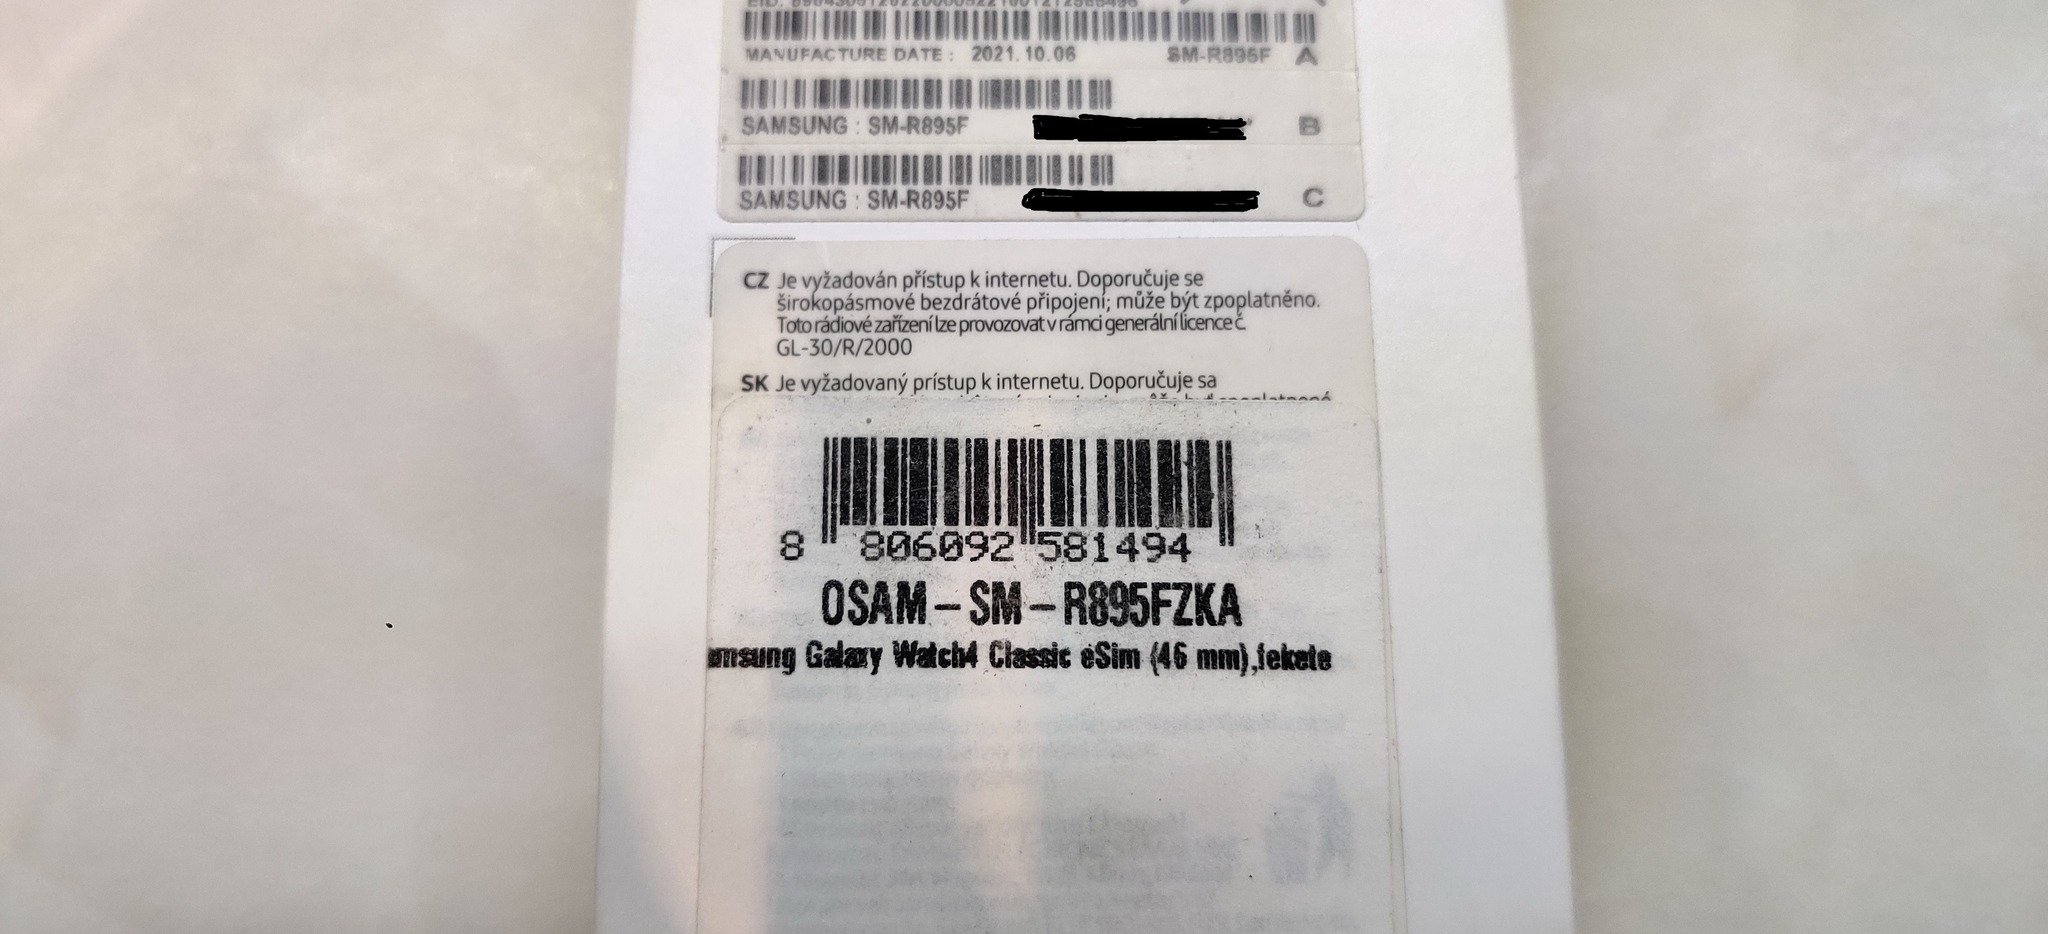 MANUFACTURE DATE : 2021.10.06 SM-R895F A
SAMSUNG : SM-R895F B
SAMSUNG : SM-R895F C
CZ Je vyžadován přístup k internetu. Doporučuje se
širokopásmové bezdrátové připojení; může být zpoplatněno.
Toto rádiové zařízení lze provozovat v rámci generální licence č.
GL-30/R/2000
SK Je vyžadovaný prístup k internetu. Doporučuje sa
8 806092 581494
OSAM-SM-R895FZKA
amsung Galaxy Watch4 Classic eSim (46 mm),fekete